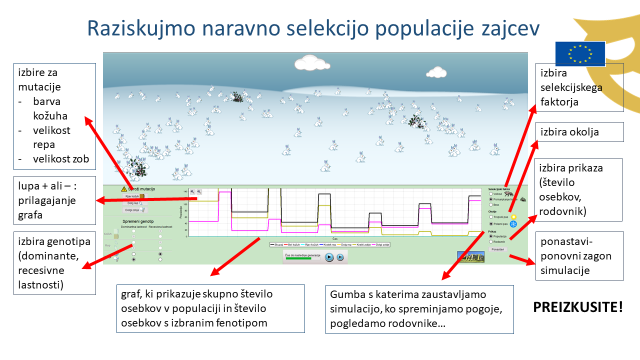 Raziskujmo naravno selekcijo populacije zajcev
izbire za
mutacije
- barva
kožuha
- velikost
repa
- velikost zob
lupa + ali – :
prilagajanje
grafa
izbira genotipa
(dominante,
recesivne
lastnosti)
graf, ki prikazuje skupno število
osebkov v populaciji in število
osebkov s izbranim fenotipom
Gumba s katerima zaustavljamo
simulacijo, ko spreminjamo pogoje,
pogledamo rodovnike…
izbira
selekcijskega
faktorja
izbira okolja
izbira prikaza
(število
osebkov,
rodovnik)
ponastavi-
ponovni zagon
simulacije
PREIZKUSITE!